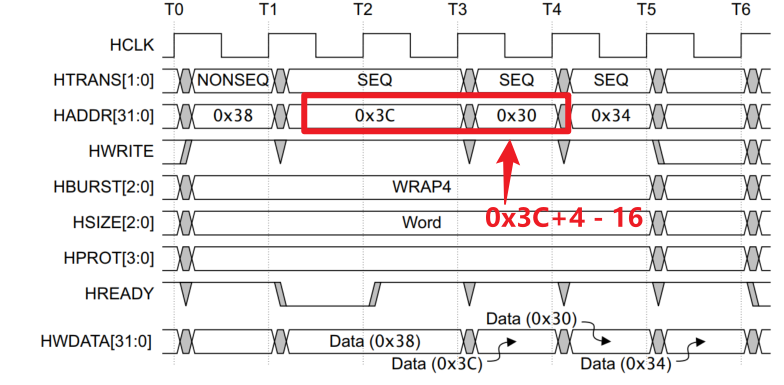 T0 T1 T2 T3 T4 T5 T6
HCLK
HTRANS[1:0] NONSEQ SEQ SEQ SEQ
HADDR[31:0] 0x38 0x3C 0x30 0x34
HWRITE
HBURST[2:0] WRAP4
HSIZE[2:0] Word 0x3C+4 - 16
HPROT[3:0]
HREADY
Data (0x30)
HWDATA[31:0] Data (0x38)
Data (0x3C) Data (0x34)